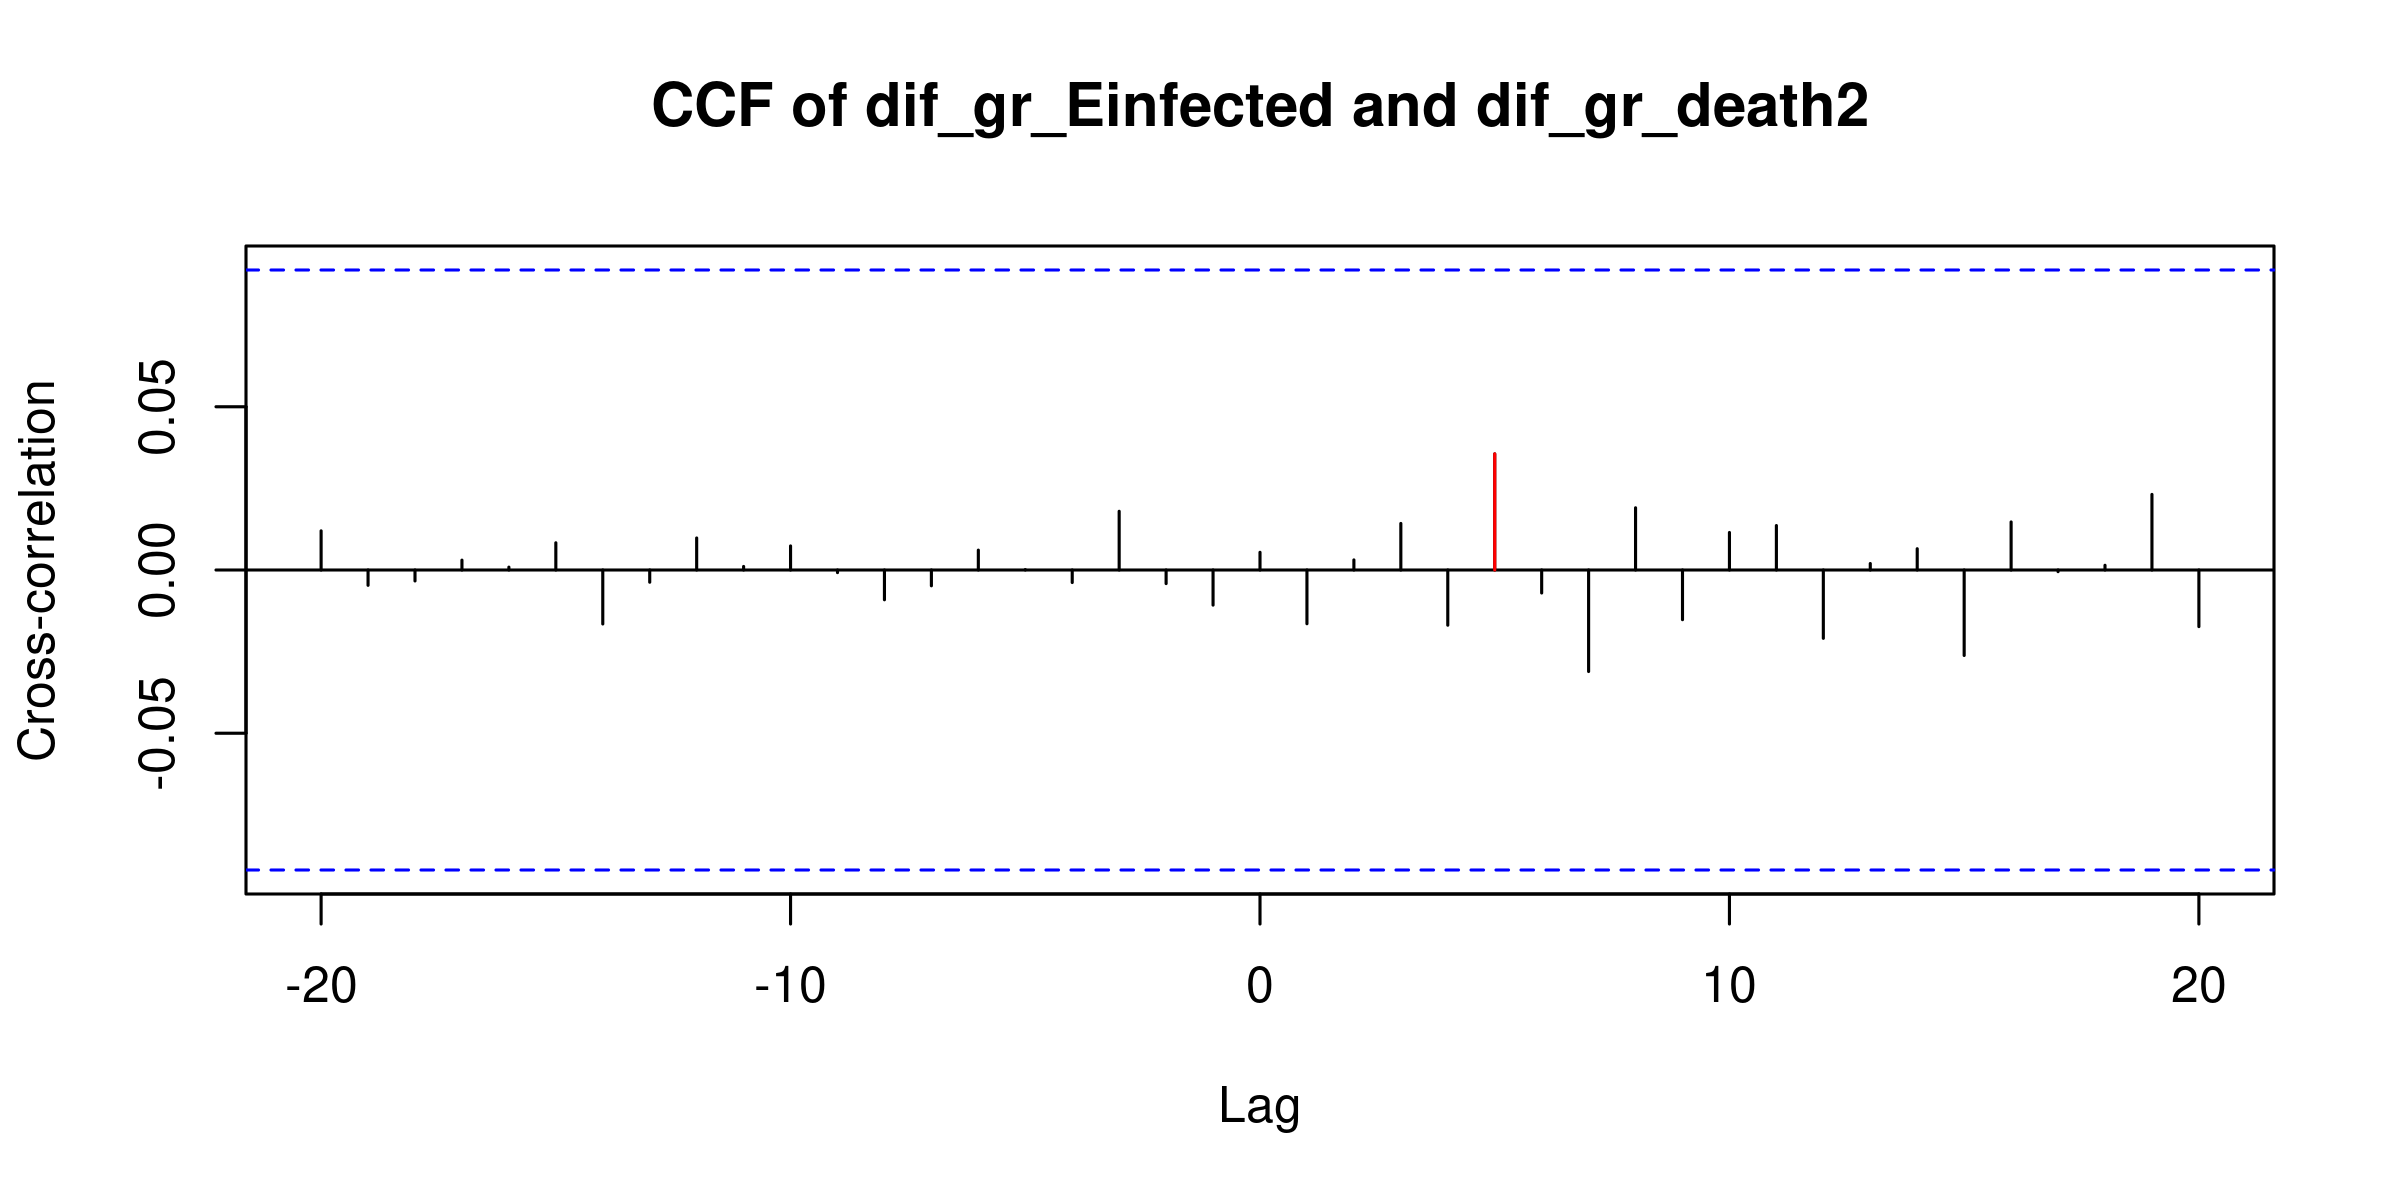 CCF of dif_gr_Einfected and dif_gr_death2
Cross-correlation
0.05
0.00
-0.05
-20 -10 0 10 20
Lag